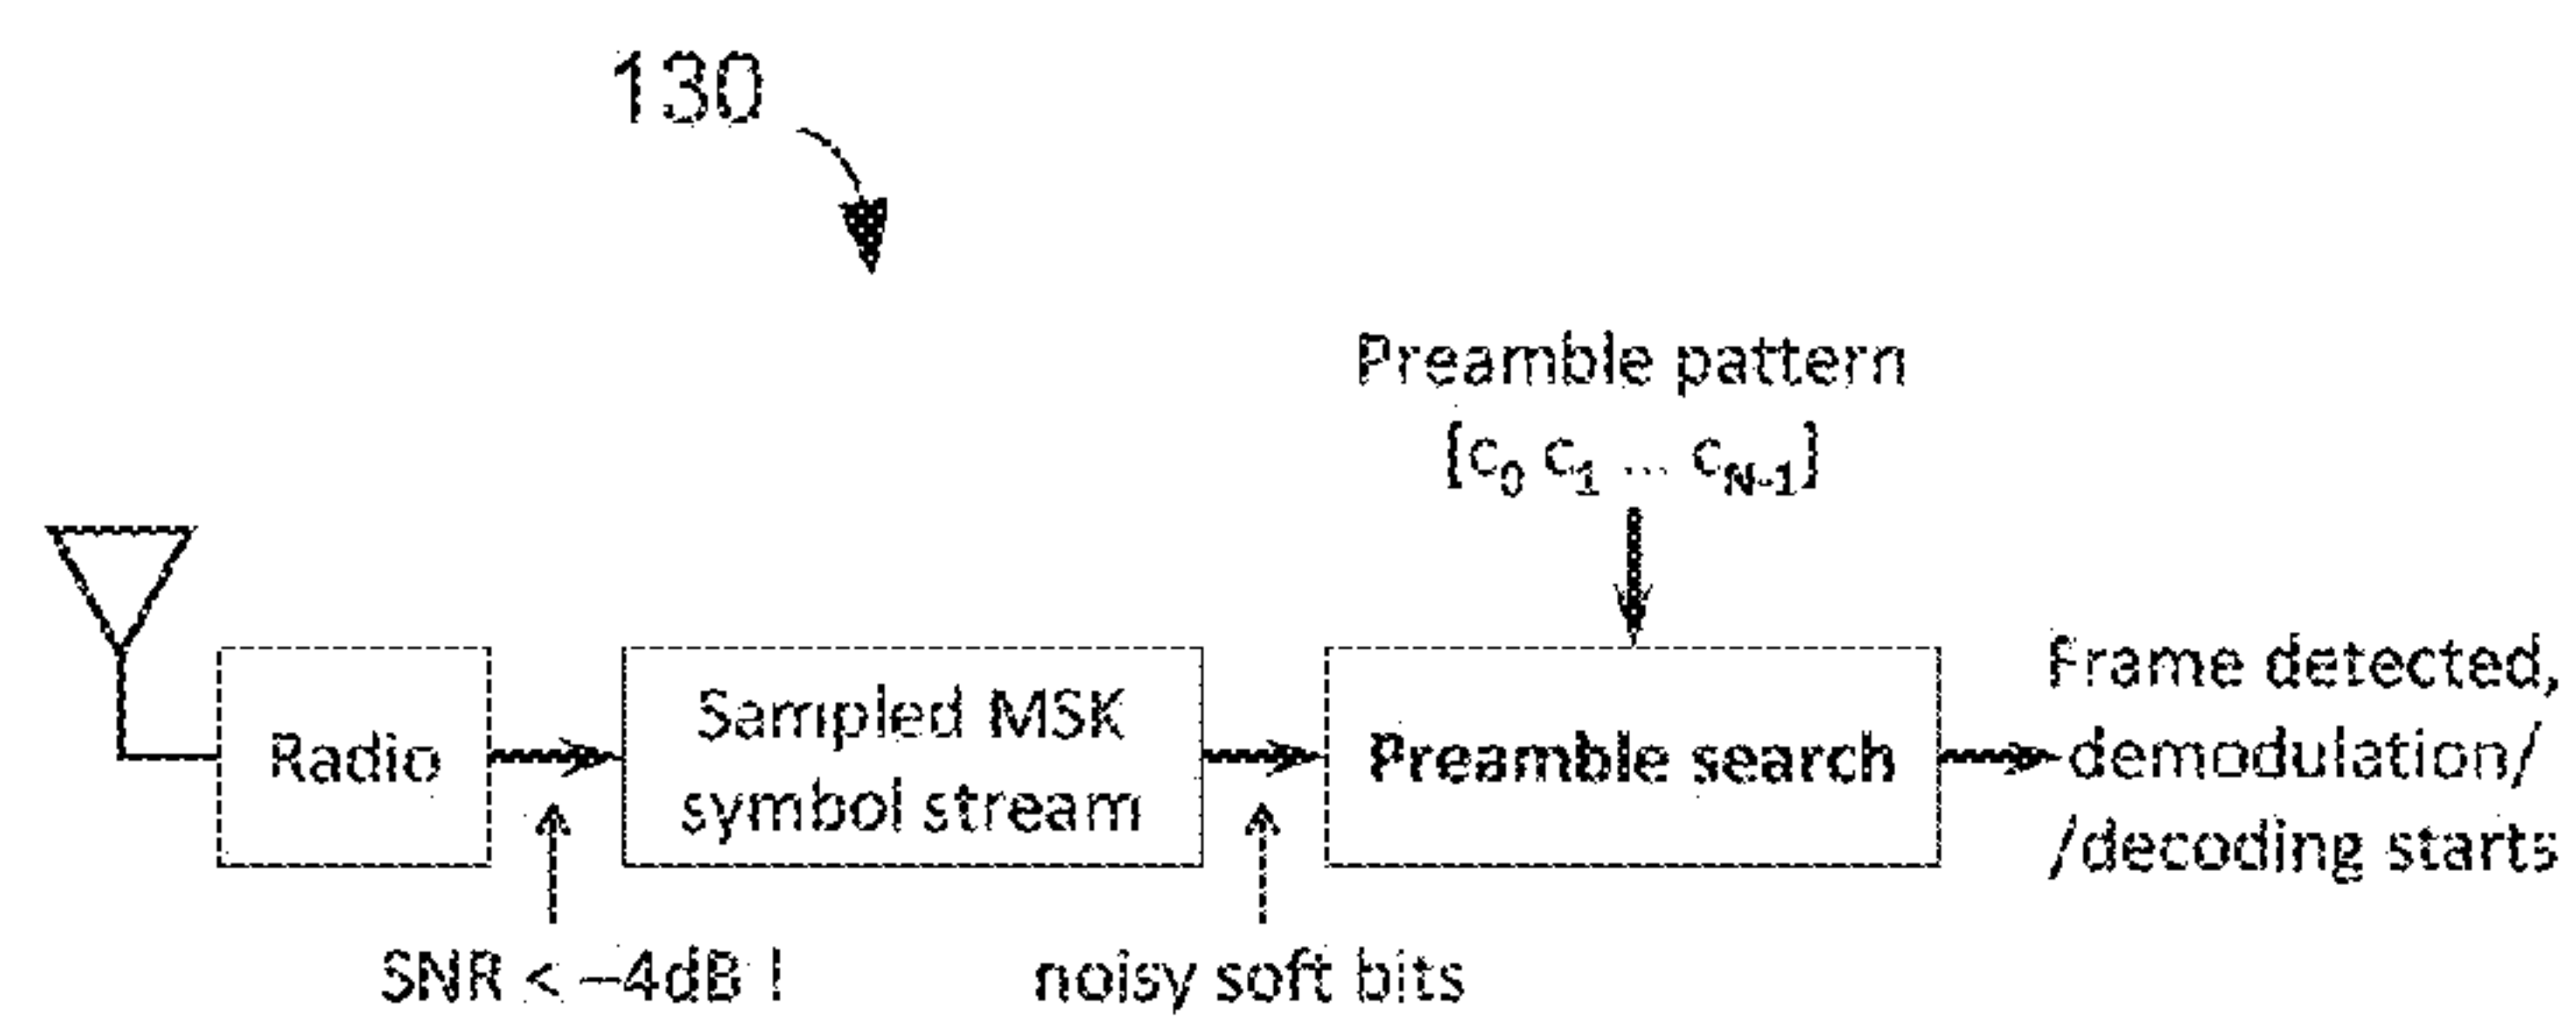 130
Preamble pattern
[c₀ c₁ ... c_N-1]
Radio
Sampled MSK
symbol stream
Preamble search
Frame detected,
demodulation/
/decoding starts
SNR < –4dB !
noisy soft bits